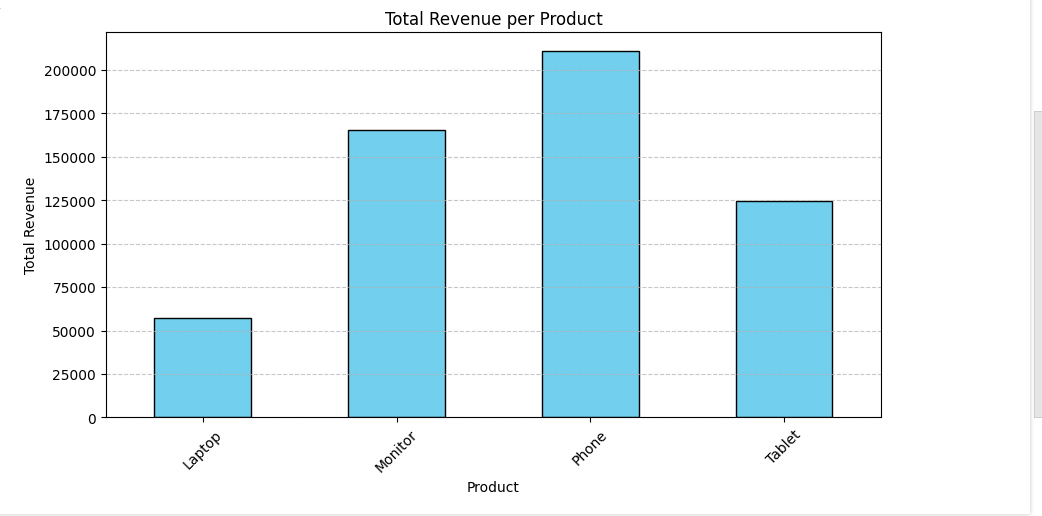 Total Revenue per Product
Total Revenue
200000
175000
150000
125000
100000
75000
50000
25000
0
Laptop
Monitor
Phone
Tablet
Product